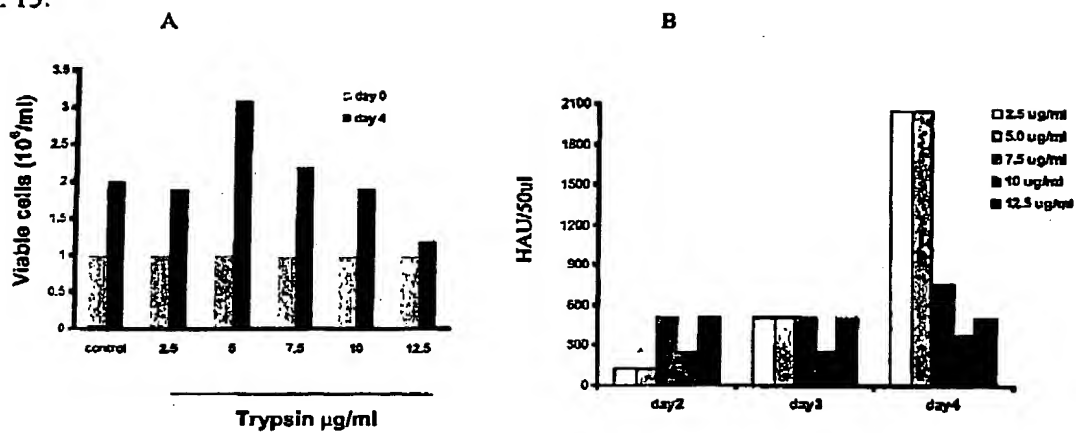 A
3.5
3
2.5
2
1.5
1
0.5
0
Viable cells (10⁶/ml)
day 0
day 4
control 2.5 5 7.5 10 12.5
Trypsin µg/ml
B
2100
1800
1500
1200
900
600
300
0
HAU/50ul
2.5 ug/ml
5.0 ug/ml
7.5 ug/ml
10 ug/ml
12.5 ug/ml
day2 day3 day4